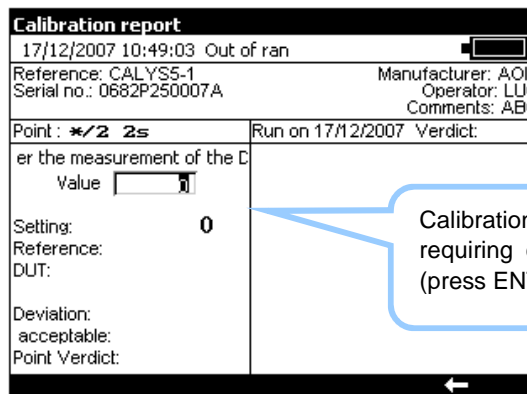 Calibration report
17/12/2007 10:49:03 Out of ran
Reference: CALYS5-1
Manufacturer: AO
Serial no.: 0682P250007A
Operator: LU
Comments: AB
Point : */2 2s
Run on 17/12/2007 Verdict:
er the measurement of the D
Value 0
Setting: 0
Reference:
DUT:
Deviation:
acceptable:
Point Verdict:
Calibration
requiring
(press EN